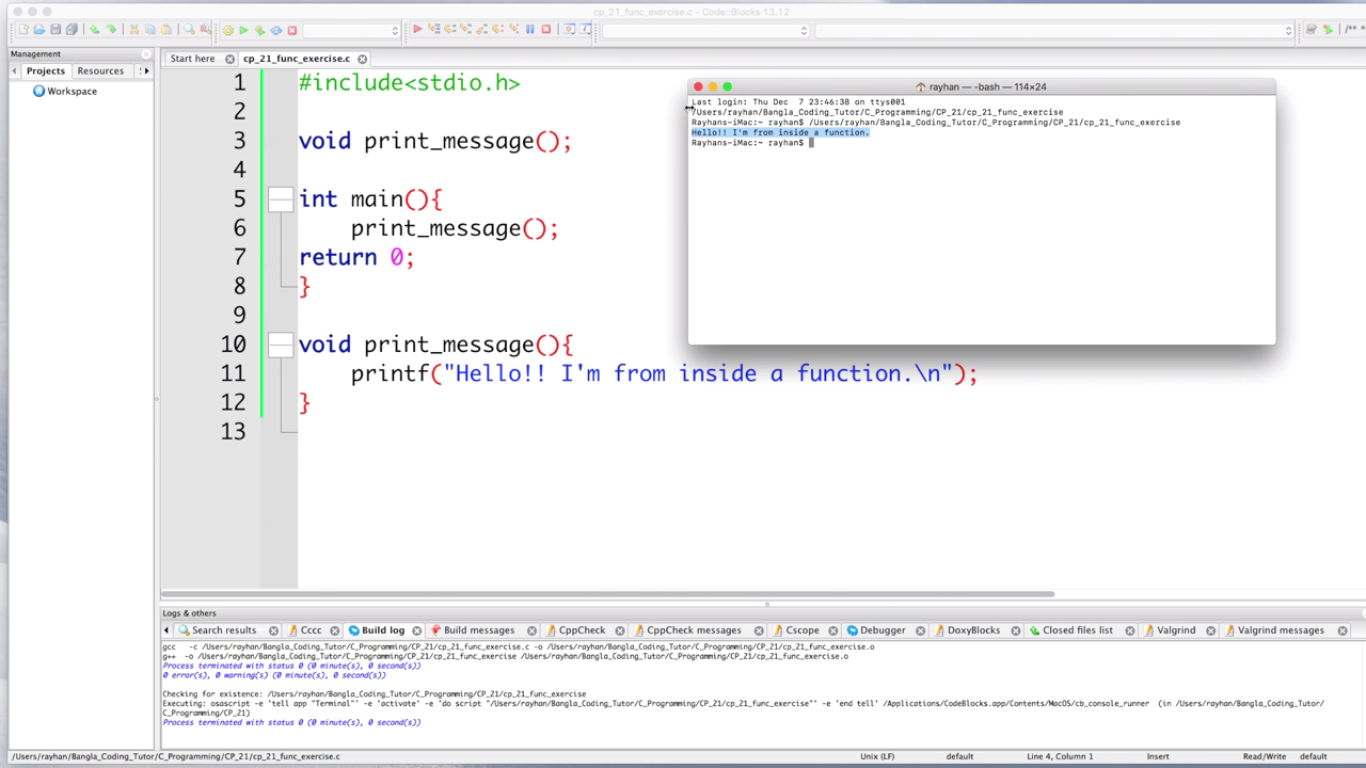 cp_21_func_exercise.c - Code::Blocks 13.12
Management
Projects
Resources
Workspace
Start here
cp_21_func_exercise.c
1 #include<stdio.h>
2
3 void print_message();
4
5 int main(){
6 print_message();
7 return 0;
8 }
9
10 void print_message(){
11 printf("Hello!! I'm from inside a function.\n");
12 }
13
rayhan — -bash — 114×24
Last login: Thu Dec 7 23:46:38 on ttys001
/Users/rayhan/Bangla_Coding_Tutor/C_Programming/CP_21/cp_21_func_exercise
Rayhans-iMac:~ rayhan$ /Users/rayhan/Bangla_Coding_Tutor/C_Programming/CP_21/cp_21_func_exercise
Hello!! I'm from inside a function.
Rayhans-iMac:~ rayhan$
Logs & others
Search results
Cccc
Build log
Build messages
CppCheck
CppCheck messages
Cscope
Debugger
DoxyBlocks
Closed files list
Valgrind
Valgrind messages
gcc -c /Users/rayhan/Bangla_Coding_Tutor/C_Programming/CP_21/cp_21_func_exercise.c -o /Users/rayhan/Bangla_Coding_Tutor/C_Programming/CP_21/cp_21_func_exercise.o
g++ -o /Users/rayhan/Bangla_Coding_Tutor/C_Programming/CP_21/cp_21_func_exercise /Users/rayhan/Bangla_Coding_Tutor/C_Programming/CP_21/cp_21_func_exercise.o
Process terminated with status 0 (0 minute(s), 0 second(s))
0 error(s), 0 warning(s) (0 minute(s), 0 second(s))
Checking for existence: /Users/rayhan/Bangla_Coding_Tutor/C_Programming/CP_21/cp_21_func_exercise
Executing: osascript -e 'tell app "Terminal"' -e 'activate' -e 'do script "/Users/rayhan/Bangla_Coding_Tutor/C_Programming/CP_21/cp_21_func_exercise"' -e 'end tell' /Applications/CodeBlocks.app/Contents/MacOS/cb_console_runner (in /Users/rayhan/Bangla_Coding_Tutor/
C_Programming/CP_21)
Process terminated with status 0 (0 minute(s), 0 second(s))
/Users/rayhan/Bangla_Coding_Tutor/C_Programming/CP_21/cp_21_func_exercise.c
Unix (LF)
default
Line 4, Column 1
Insert
Read/Write
default